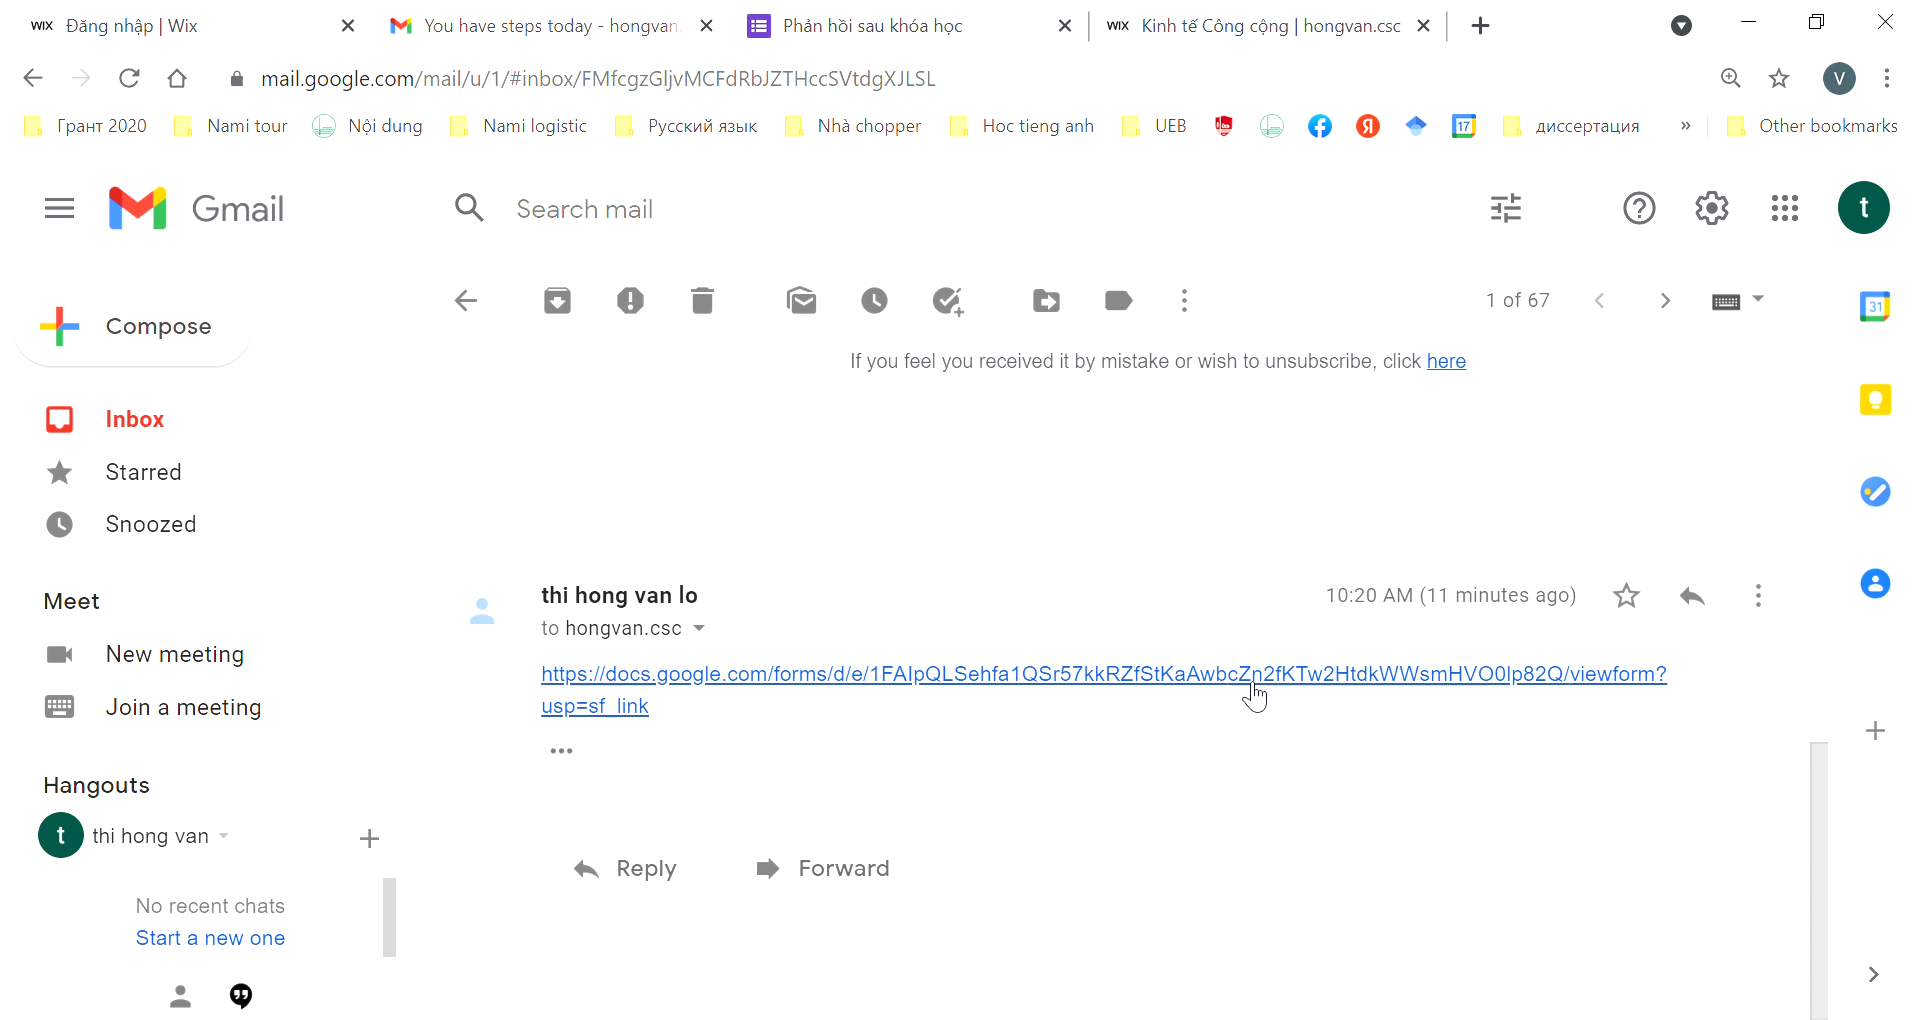 WIX Đăng nhập | Wix
You have steps today - hongvan.
Phản hồi sau khóa học
WIX Kinh tế Công cộng | hongvan.csc
mail.google.com/mail/u/1/#inbox/FMfcgzGljvMCFdRbJZTHccSVtdgXJLSL
V
Грант 2020
Nami tour
Nội dung
Nami logistic
Русский язык
Nhà chopper
Hoc tieng anh
UEB
Я
17
диссертация
»
Other bookmarks
Gmail
Search mail
t
Compose
1 of 67
31
If you feel you received it by mistake or wish to unsubscribe, click here
Inbox
Starred
Snoozed
Meet
New meeting
Join a meeting
Hangouts
t thi hong van
No recent chats
Start a new one
thi hong van lo
10:20 AM (11 minutes ago)
to hongvan.csc
https://docs.google.com/forms/d/e/1FAIpQLSehfa1QSr57kkRZfStKaAwbcZn2fKTw2HtdkWWsmHVO0lp82Q/viewform?
usp=sf_link
Reply
Forward